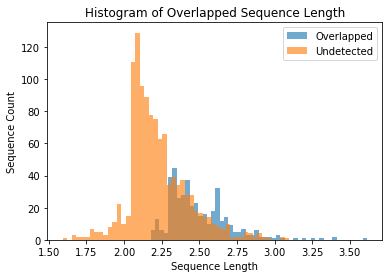 Histogram of Overlapped Sequence Length
Overlapped
Undetected
Sequence Count
120
100
80
60
40
20
0
1.50 1.75 2.00 2.25 2.50 2.75 3.00 3.25 3.50
Sequence Length